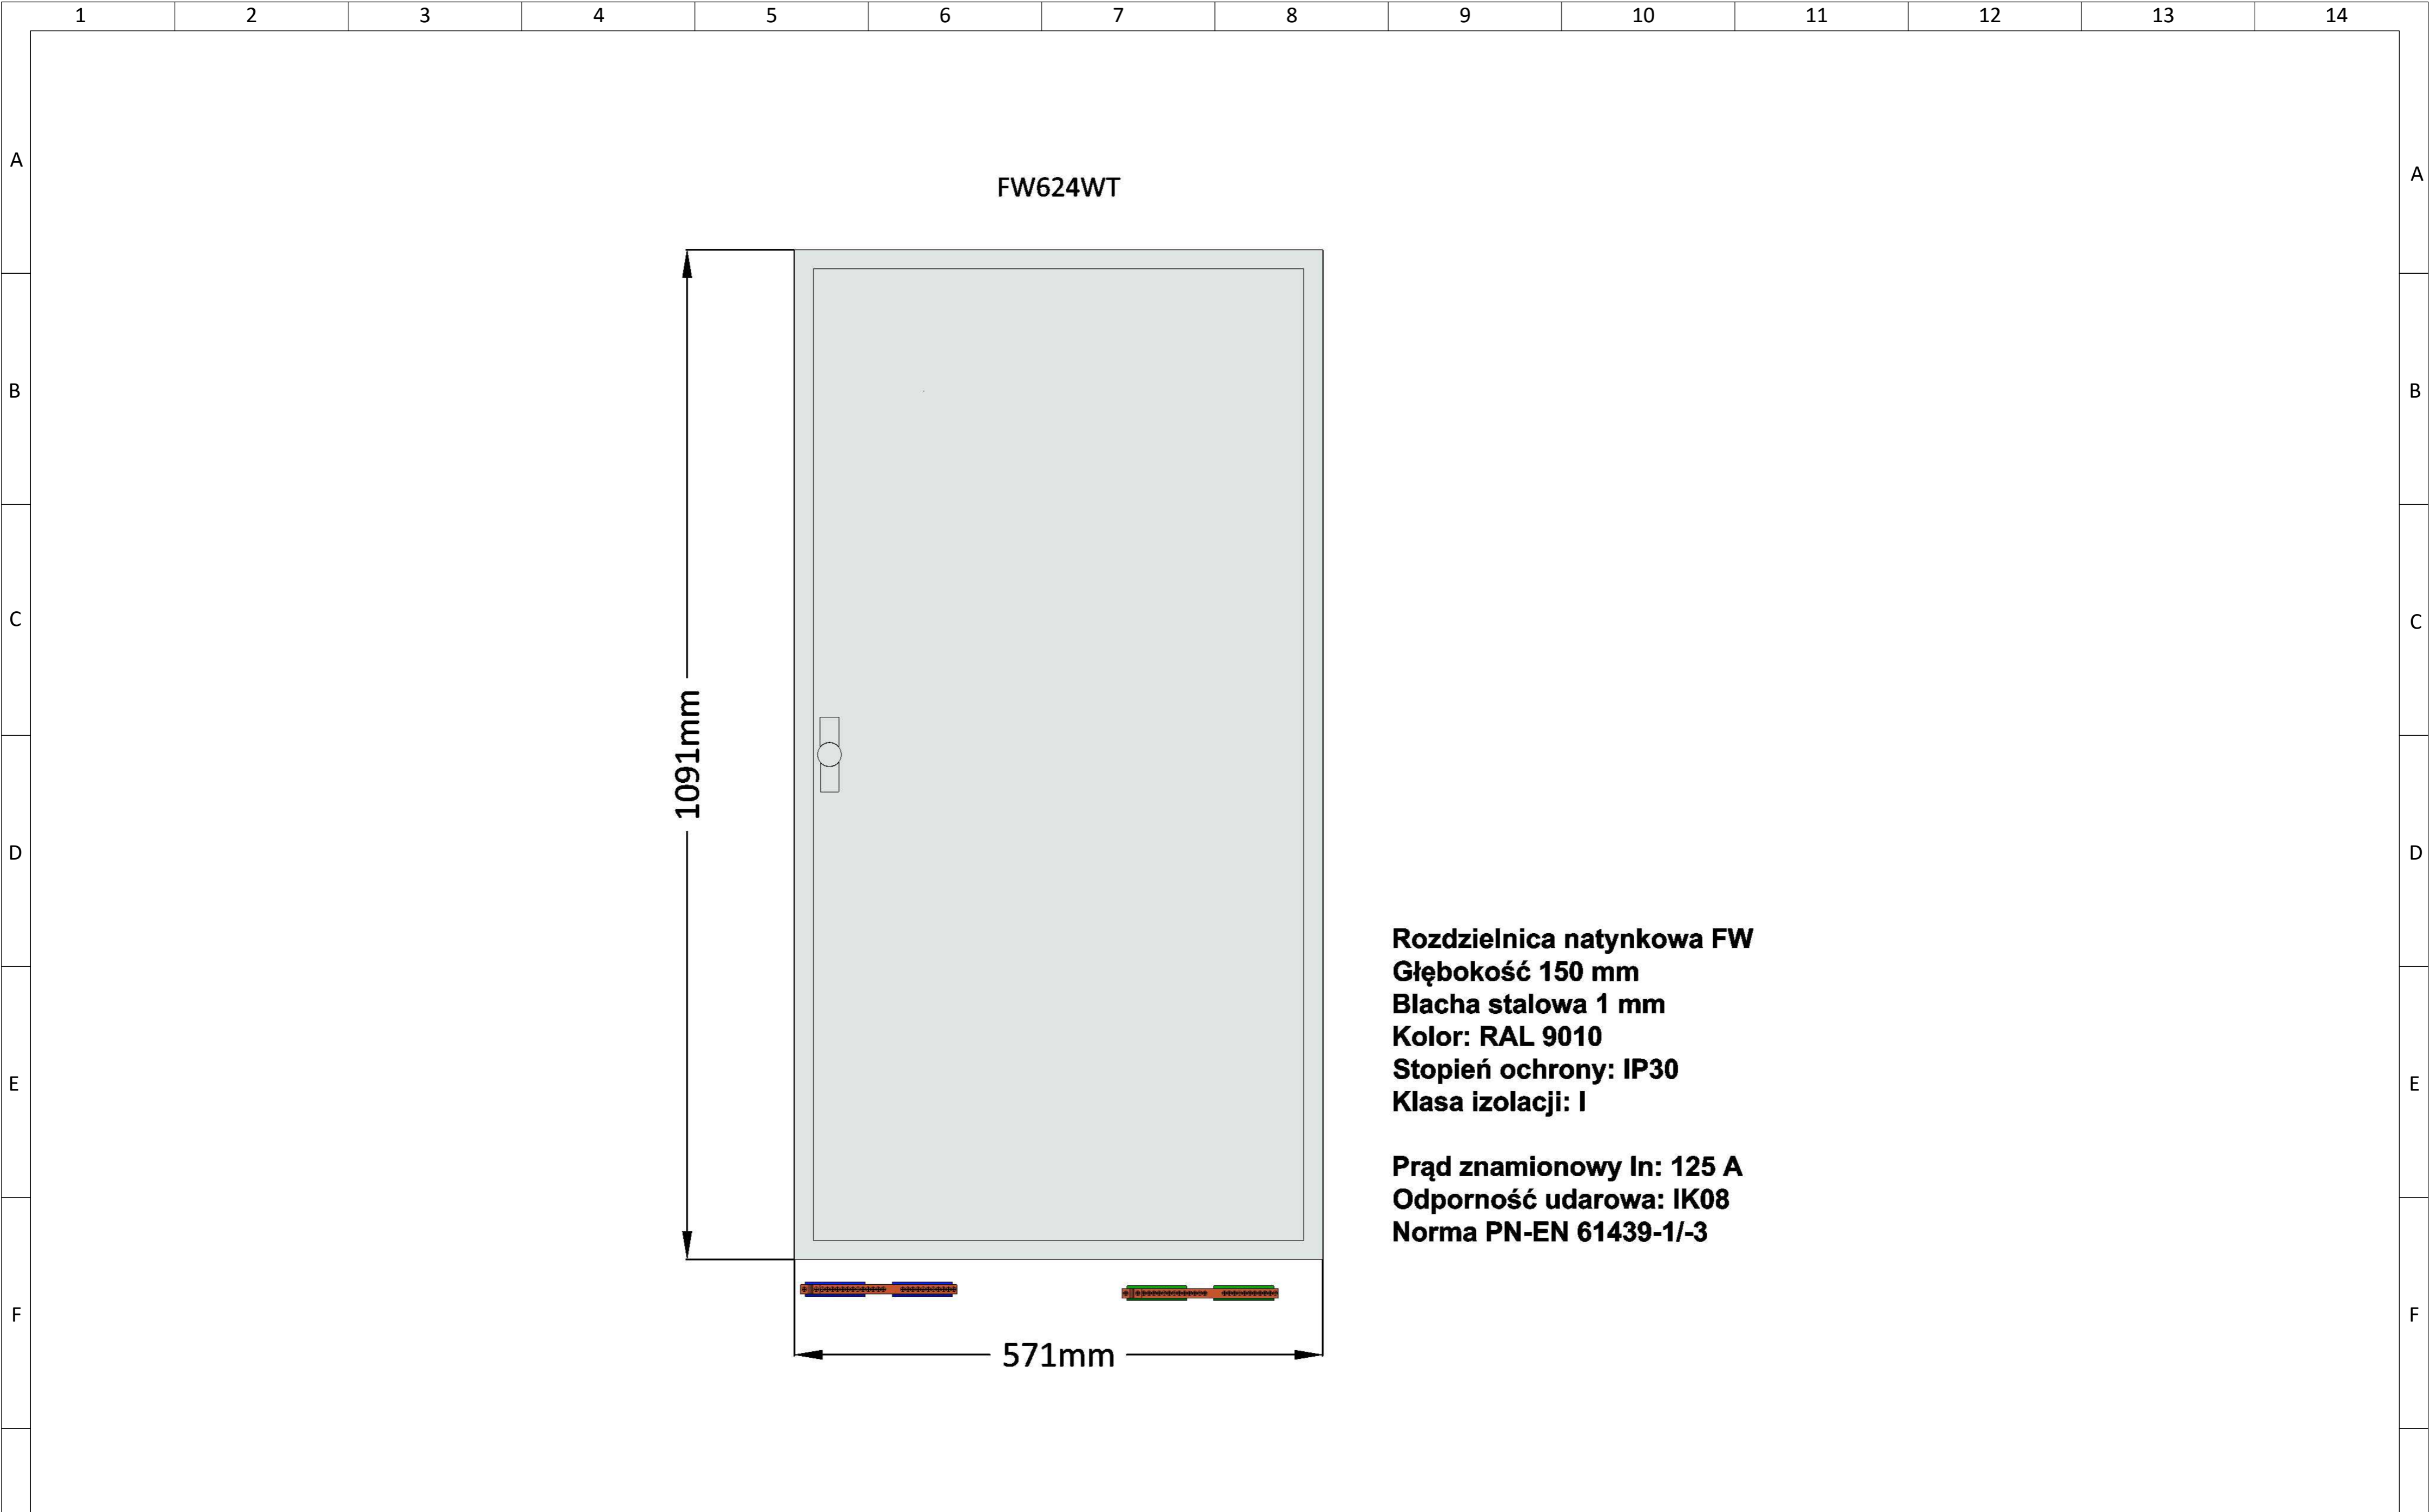 1 2 3 4 5 6 7 8 9 10 11 12 13 14
A A
FW624WT
B B
C C
1091mm
D D
Rozdzielnica natynkowa FW
Głębokość 150 mm
Blacha stalowa 1 mm
Kolor: RAL 9010
Stopień ochrony: IP30
E E
Klasa izolacji: I
Prąd znamionowy In: 125 A
Odporność udarowa: IK08
Norma PN-EN 61439-1/-3
F F
571mm